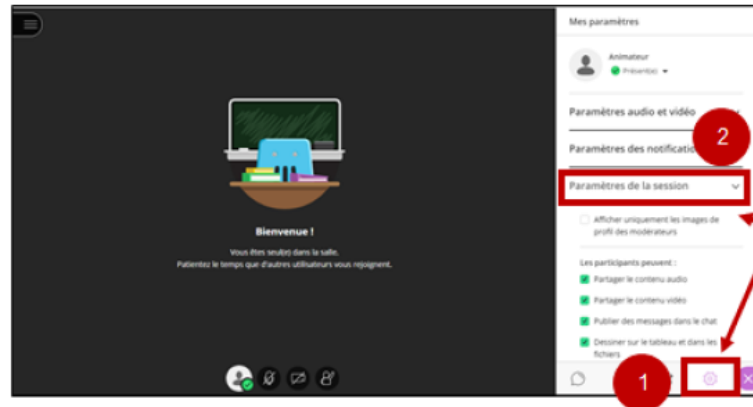 Mes paramètres
Animateur
Présent(e)
Paramètres audio et vidéo
2
Paramètres des notificati
Paramètres de la session
Afficher uniquement les images de
profil des modérateurs
Les participants peuvent :
Partager le contenu audio
Partager le contenu vidéo
Publier des messages dans le chat
Dessiner sur le tableau et dans les
fichiers
Bienvenue !
Vous êtes seul(e) dans la salle.
Patientez le temps que d'autres utilisateurs vous rejoignent.
1